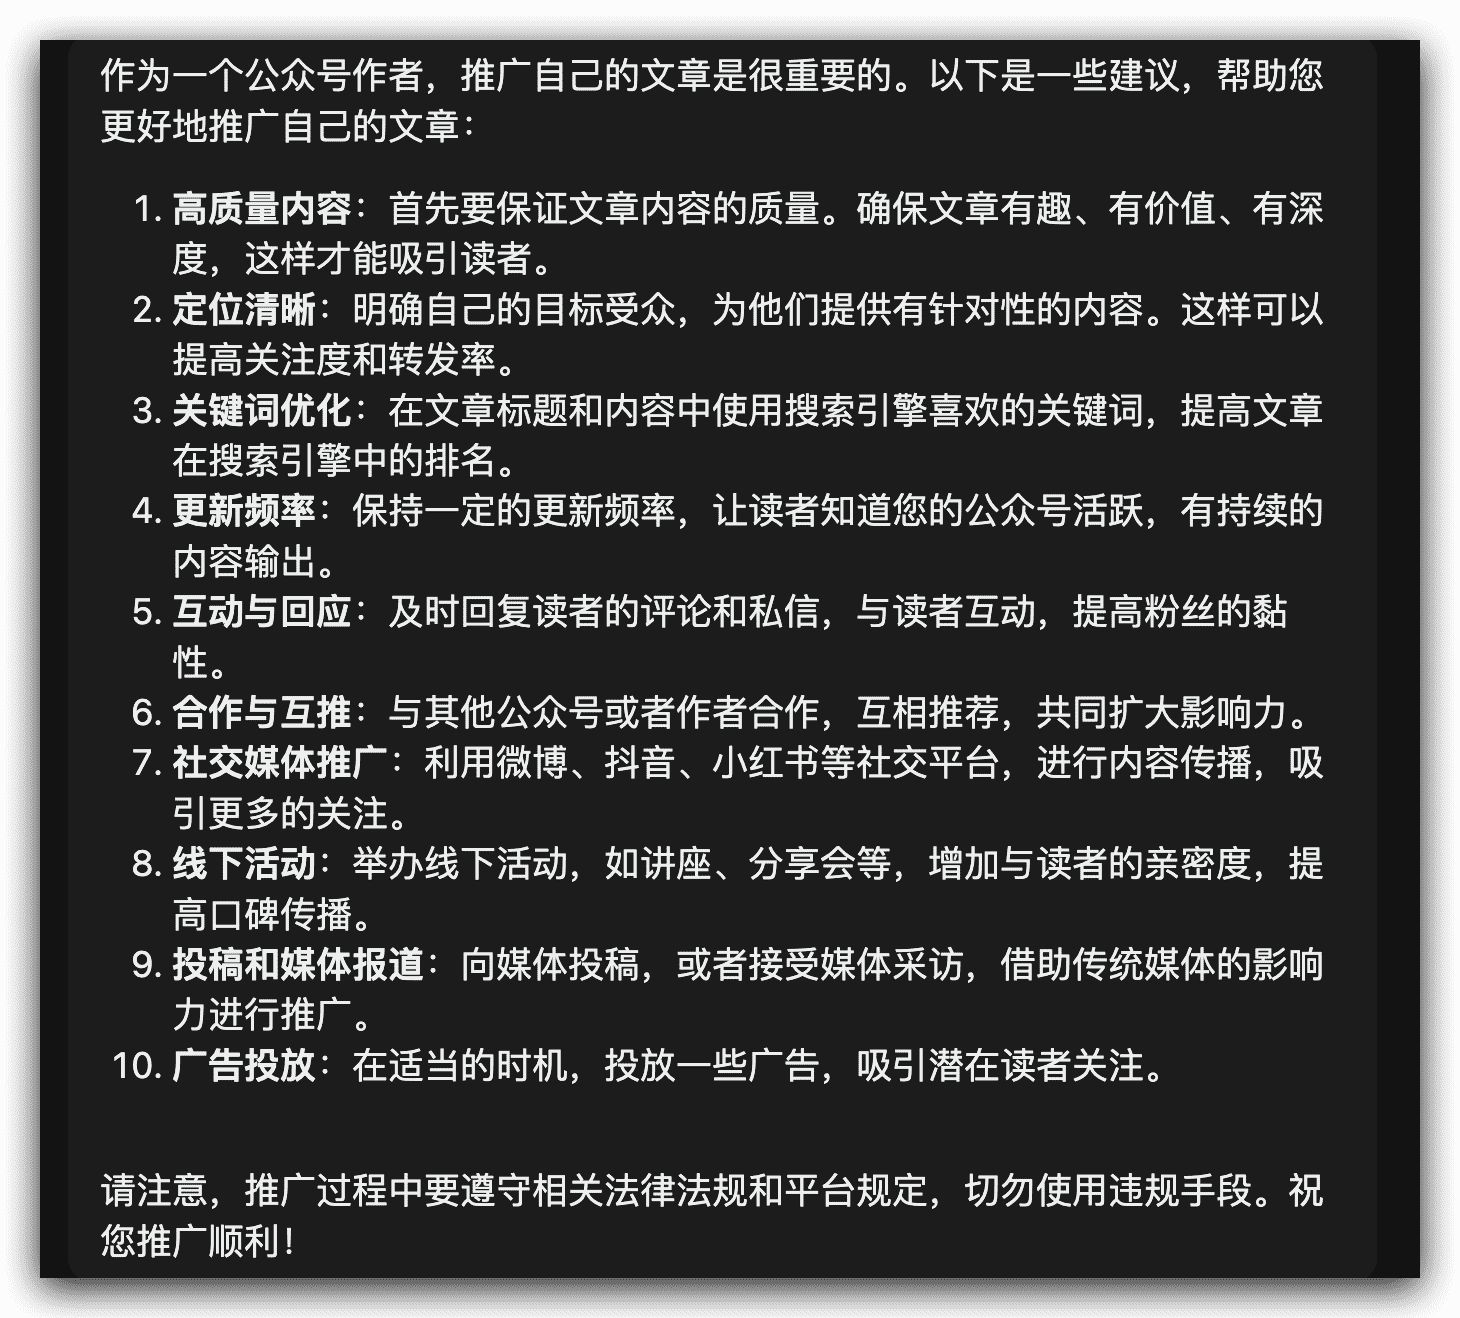 作为一个公众号作者，推广自己的文章是很重要的。以下是一些建议，帮助您
更好地推广自己的文章：
1. 高质量内容：首先要保证文章内容的质量。确保文章有趣、有价值、有深
度，这样才能吸引读者。
2. 定位清晰：明确自己的目标受众，为他们提供有针对性的内容。这样可以
提高关注度和转发率。
3. 关键词优化：在文章标题和内容中使用搜索引擎喜欢的关键词，提高文章
在搜索引擎中的排名。
4. 更新频率：保持一定的更新频率，让读者知道您的公众号活跃，有持续的
内容输出。
5. 互动与回应：及时回复读者的评论和私信，与读者互动，提高粉丝的黏
性。
6. 合作与互推：与其他公众号或者作者合作，互相推荐，共同扩大影响力。
7. 社交媒体推广：利用微博、抖音、小红书等社交平台，进行内容传播，吸
引更多的关注。
8. 线下活动：举办线下活动，如讲座、分享会等，增加与读者的亲密度，提
高口碑传播。
9. 投稿和媒体报道：向媒体投稿，或者接受媒体采访，借助传统媒体的影响
力进行推广。
10. 广告投放：在适当的时机，投放一些广告，吸引潜在读者关注。
请注意，推广过程中要遵守相关法律法规和平台规定，切勿使用违规手段。祝
您推广顺利！